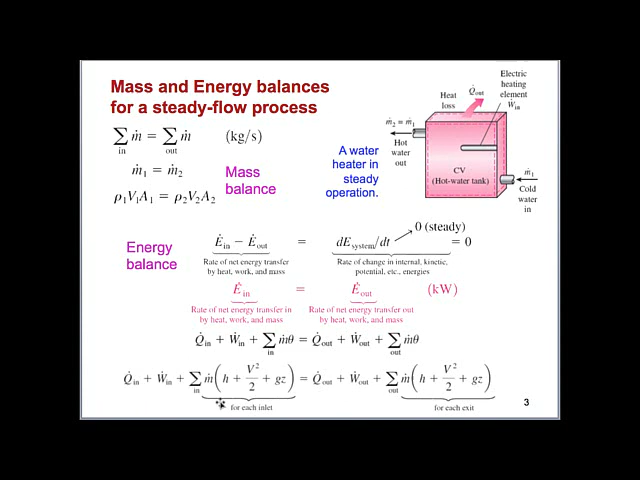 Mass and Energy balances
for a steady-flow process
∑ ṁ = ∑ ṁ (kg/s)
in out
ṁ₁ = ṁ₂
ρ₁V₁A₁ = ρ₂V₂A₂
Mass
balance
A water
heater in
steady
operation.
Electric
heating
element
Ẇin
Q̇out
Heat
loss
ṁ₂ = ṁ₁
Hot
water
out
CV
(Hot-water tank)
ṁ₁
Cold
water
in
Energy
balance
0 (steady)
Ėin − Ėout = dEsystem/dt = 0
Rate of net energy transfer
by heat, work, and mass
Rate of change in internal, kinetic,
potential, etc., energies
Ėin = Ėout (kW)
Rate of net energy transfer in
by heat, work, and mass
Rate of net energy transfer out
by heat, work, and mass
Q̇in + Ẇin + ∑in ṁθ = Q̇out + Ẇout + ∑out ṁθ
Q̇in + Ẇin + ∑in ṁ(h + V²/2 + gz) = Q̇out + Ẇout + ∑out ṁ(h + V²/2 + gz)
for each inlet
for each exit
3